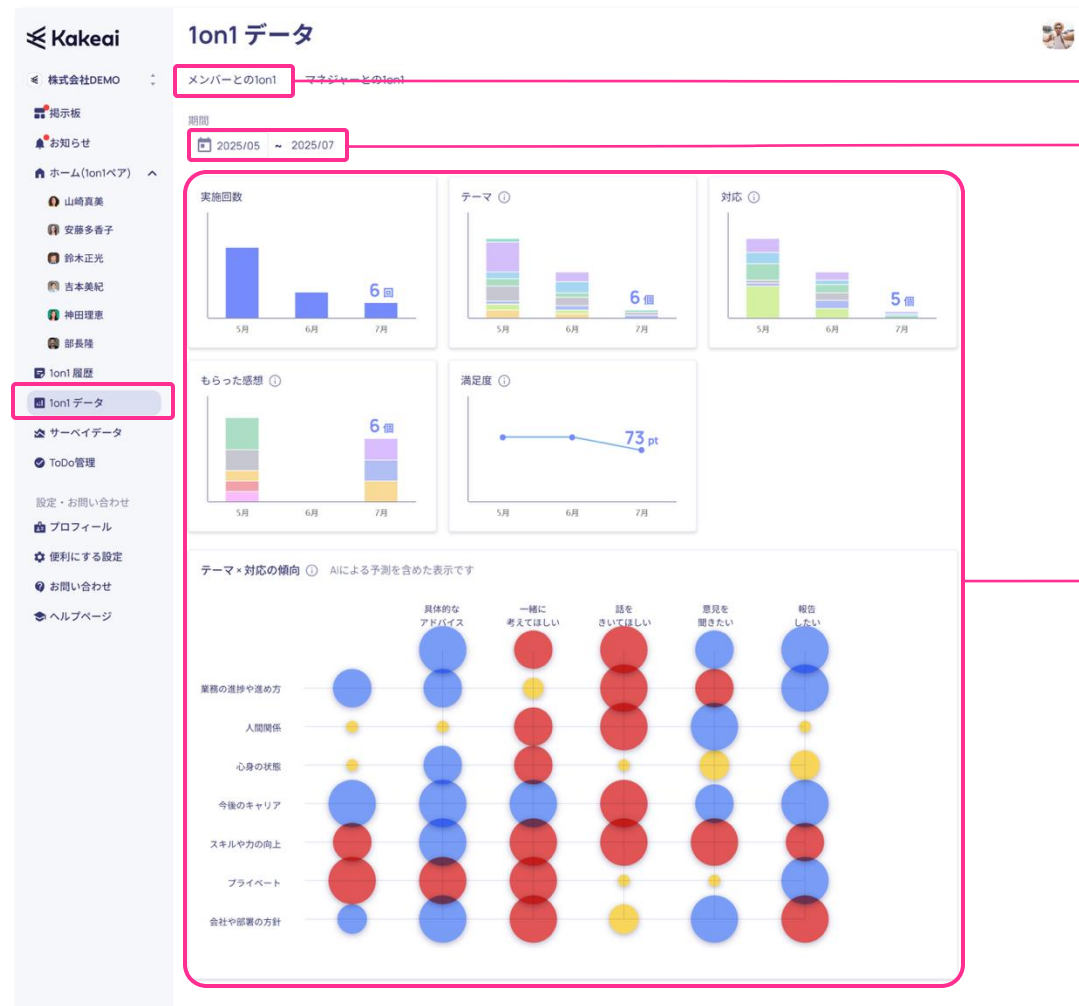 Kakeai
株式会社DEMO
掲示板
お知らせ
ホーム(1on1ペア)
山崎真美
安藤多香子
鈴木正光
吉本美紀
神田理恵
部長隆
1on1 履歴
1on1 データ
サーベイデータ
ToDo管理
設定・お問い合わせ
プロフィール
便利にする設定
お問い合わせ
ヘルプページ
1on1 データ
メンバーとの1on1 マネジャーとの1on1
期間
2025/05 ~ 2025/07
実施回数
6 回
5月 6月 7月
テーマ
6 個
5月 6月 7月
対応
5 個
5月 6月 7月
もらった感想
6 個
5月 6月 7月
満足度
73 pt
5月 6月 7月
テーマ × 対応の傾向 AIによる予測を含めた表示です
具体的な
アドバイス
一緒に
考えてほしい
話を
きいてほしい
意見を
聞きたい
報告
したい
業務の進捗や進め方
人間関係
心身の状態
今後のキャリア
スキルや力の向上
プライベート
会社や部署の方針